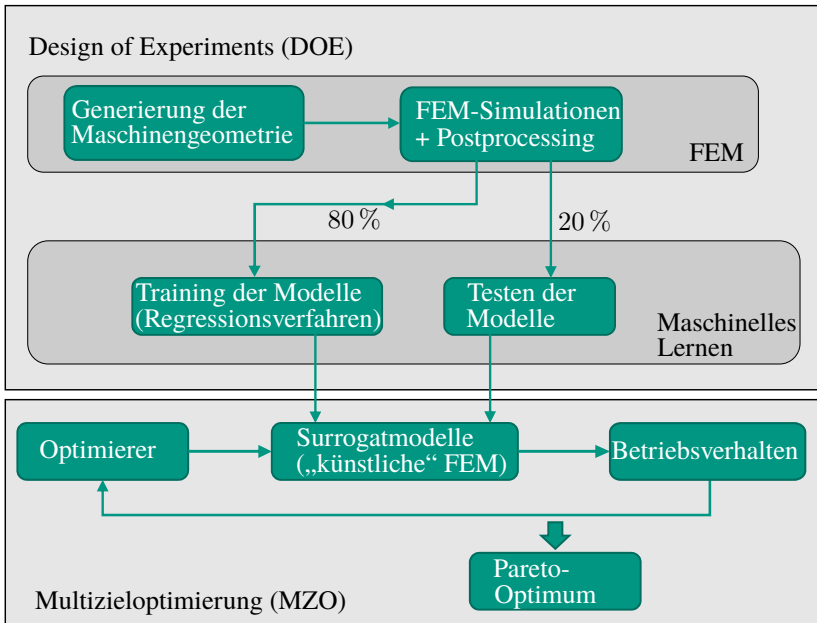 Design of Experiments (DOE)
Generierung der
Maschinengeometrie
FEM-Simulationen
+ Postprocessing
FEM
80 %
20 %
Training der Modelle
(Regressionsverfahren)
Testen der
Modelle
Maschinelles
Lernen
Optimierer
Surrogatmodelle
(„künstliche“ FEM)
Betriebsverhalten
Pareto-
Optimum
Multizieloptimierung (MZO)